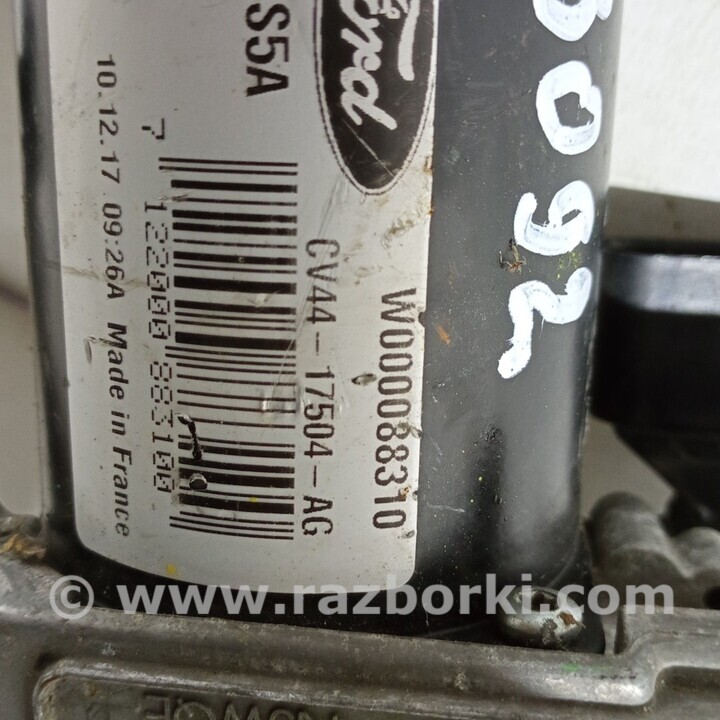 Ford
S5A
W000088310
CV44-17504-AG
7 122000 883100
10.12.17 09:26A Made in France
6092
© www.razborki.com